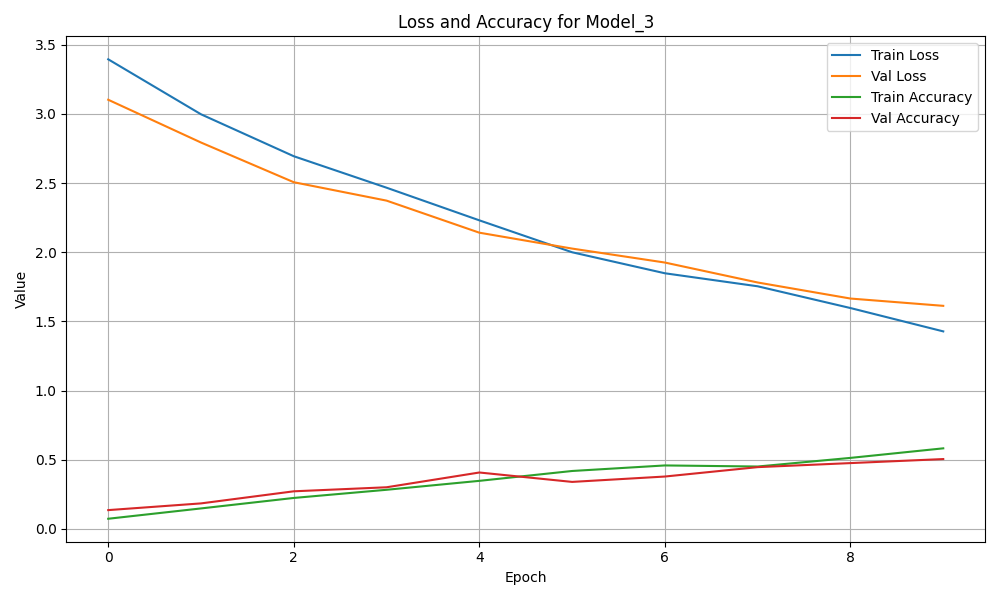 Loss and Accuracy for Model_3
3.5
3.0
2.5
2.0
1.5
1.0
0.5
0.0
Value
Train Loss
Val Loss
Train Accuracy
Val Accuracy
0 2 4 6 8
Epoch